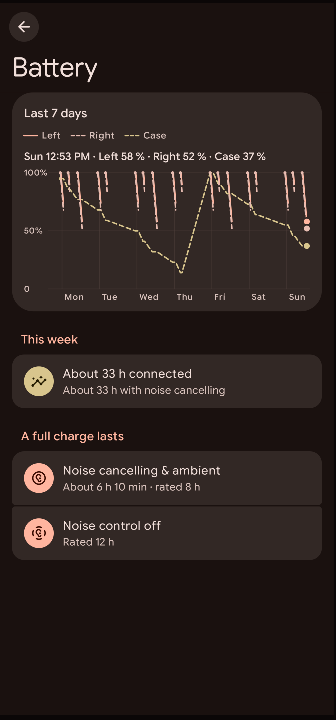 Battery
Last 7 days
Left --- Right --- Case
Sun 12:53 PM · Left 58 % · Right 52 % · Case 37 %
100%
50%
0
Mon Tue Wed Thu Fri Sat Sun
This week
About 33 h connected
About 33 h with noise cancelling
A full charge lasts
Noise cancelling & ambient
About 6 h 10 min · rated 8 h
Noise control off
Rated 12 h